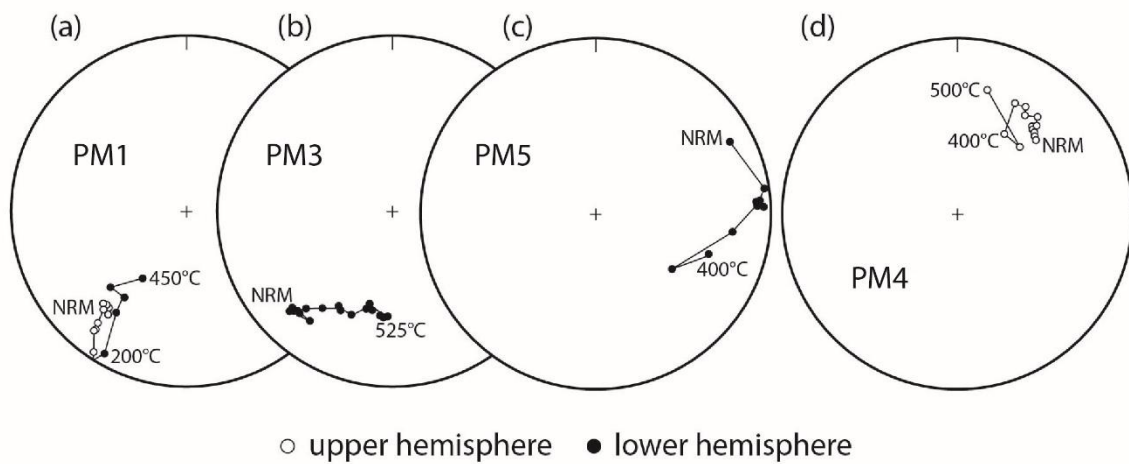 (a) (b) (c) (d)
PM1 PM3 PM5 PM4
NRM 450°C 200°C
NRM 525°C
NRM 400°C
500°C 400°C NRM
○ upper hemisphere ● lower hemisphere